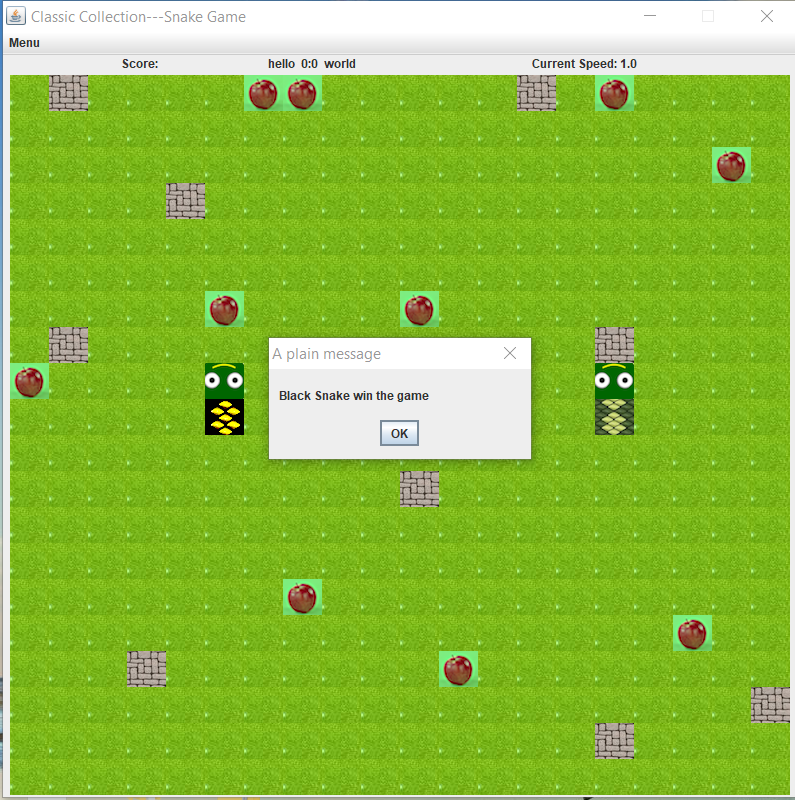 Classic Collection---Snake Game
Menu
Score: hello 0:0 world Current Speed: 1.0
A plain message
Black Snake win the game
OK